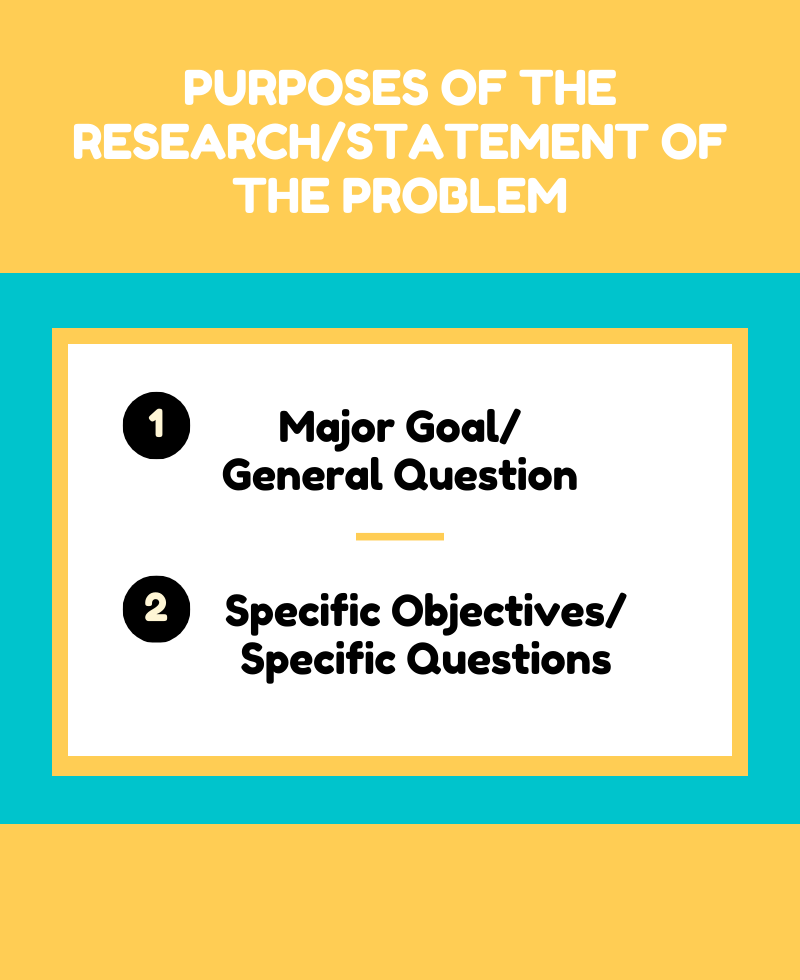 PURPOSES OF THE
RESEARCH/STATEMENT OF
THE PROBLEM
1
Major Goal/
General Question
2
Specific Objectives/
Specific Questions